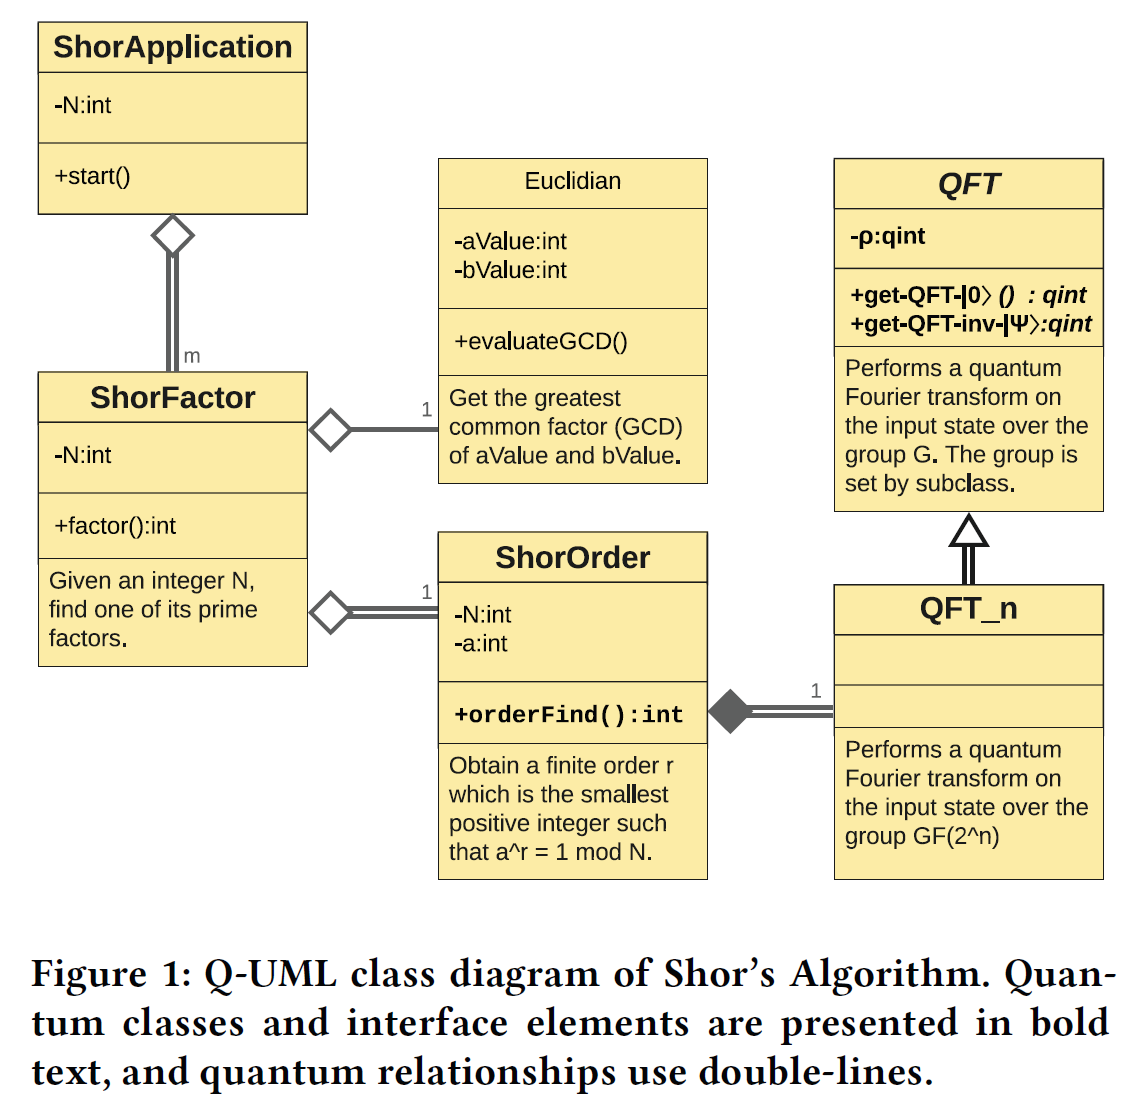 ShorApplication
-N:int
+start()
m
ShorFactor
-N:int
+factor():int
Given an integer N,
find one of its prime
factors.
1
1
Euclidian
-aValue:int
-bValue:int
+evaluateGCD()
Get the greatest
common factor (GCD)
of aValue and bValue.
ShorOrder
-N:int
-a:int
+orderFind():int
Obtain a finite order r
which is the smallest
positive integer such
that a^r = 1 mod N.
1
QFT
-ρ:qint
+get-QFT-|0⟩ () : qint
+get-QFT-inv-|Ψ⟩:qint
Performs a quantum
Fourier transform on
the input state over the
group G. The group is
set by subclass.
QFT_n
Performs a quantum
Fourier transform on
the input state over the
group GF(2^n)
Figure 1: Q-UML class diagram of Shor's Algorithm. Quan-
tum classes and interface elements are presented in bold
text, and quantum relationships use double-lines.